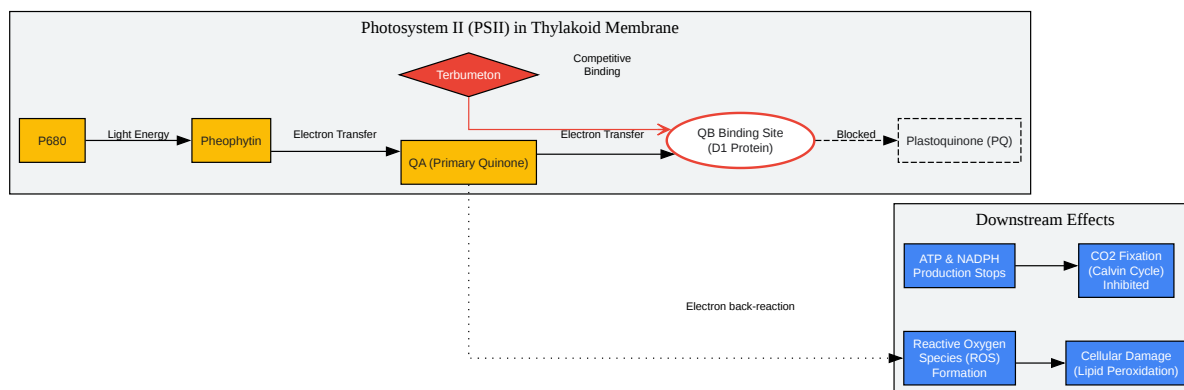 Photosystem II (PSII) in Thylakoid Membrane
Terbumeton
Competitive
Binding
P680
Light Energy
Pheophytin
Electron Transfer
QA (Primary Quinone)
Electron Transfer
QB Binding Site
(D1 Protein)
Blocked
Plastoquinone (PQ)
Downstream Effects
ATP & NADPH
Production Stops
CO2 Fixation
(Calvin Cycle)
Inhibited
Electron back-reaction
Reactive Oxygen
Species (ROS)
Formation
Cellular Damage
(Lipid Peroxidation)